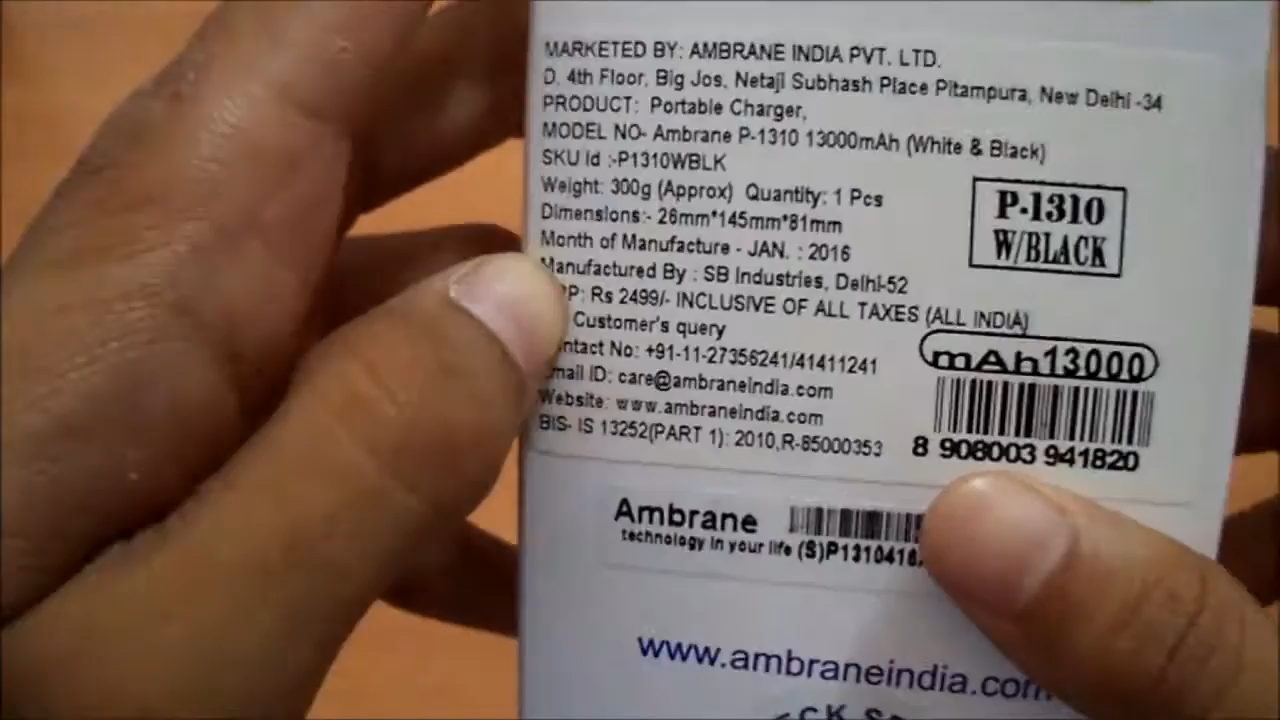 MARKETED BY: AMBRANE INDIA PVT. LTD.
D, 4th Floor, Big Jos, Netaji Subhash Place Pitampura, New Delhi -34
PRODUCT: Portable Charger,
MODEL NO- Ambrane P-1310 13000mAh (White & Black)
SKU Id :-P1310WBLK
Weight: 300g (Approx) Quantity: 1 Pcs
Dimensions:- 26mm*145mm*81mm
Month of Manufacture - JAN. : 2016
Manufactured By : SB Industries, Delhi-52
P: Rs 2499/- INCLUSIVE OF ALL TAXES (ALL INDIA)
Customer's query
ntact No: +91-11-27356241/41411241
mail ID: care@ambraneindia.com
Website: www.ambraneindia.com
BIS- IS 13252(PART 1): 2010,R-85000353
P-1310
W/BLACK
mAh13000
8 908003 941820
Ambrane
technology in your life (S)P1310416
www.ambraneindia.com